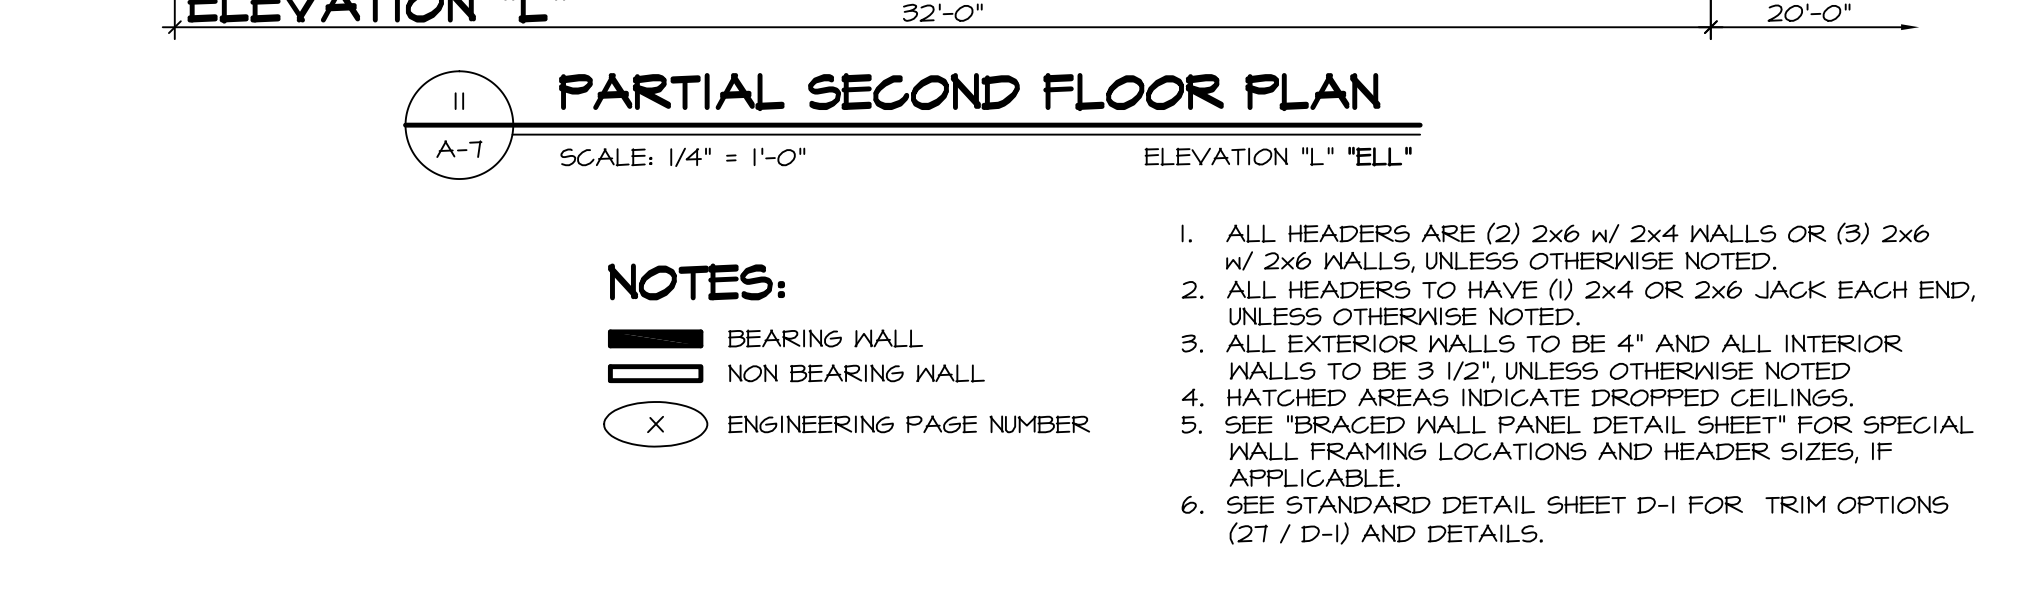 ELEVATION "L"
32'-0"
20'-0"
11
A-7
PARTIAL SECOND FLOOR PLAN
SCALE: 1/4" = 1'-0"
ELEVATION "L" "ELL"
NOTES:
BEARING WALL
NON BEARING WALL
X
ENGINEERING PAGE NUMBER
1. ALL HEADERS ARE (2) 2x6 w/ 2x4 WALLS OR (3) 2x6
w/ 2x6 WALLS, UNLESS OTHERWISE NOTED.
2. ALL HEADERS TO HAVE (1) 2x4 OR 2x6 JACK EACH END,
UNLESS OTHERWISE NOTED.
3. ALL EXTERIOR WALLS TO BE 4" AND ALL INTERIOR
WALLS TO BE 3 1/2", UNLESS OTHERWISE NOTED
4. HATCHED AREAS INDICATE DROPPED CEILINGS.
5. SEE "BRACED WALL PANEL DETAIL SHEET" FOR SPECIAL
WALL FRAMING LOCATIONS AND HEADER SIZES, IF
APPLICABLE.
6. SEE STANDARD DETAIL SHEET D-1 FOR TRIM OPTIONS
(27 / D-1) AND DETAILS.